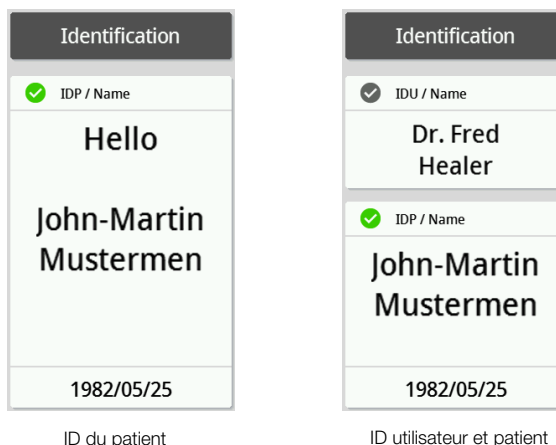 Identification
IDP / Name
Hello
John-Martin
Mustermen
1982/05/25
ID du patient
Identification
IDU / Name
Dr. Fred
Healer
IDP / Name
John-Martin
Mustermen
1982/05/25
ID utilisateur et patient